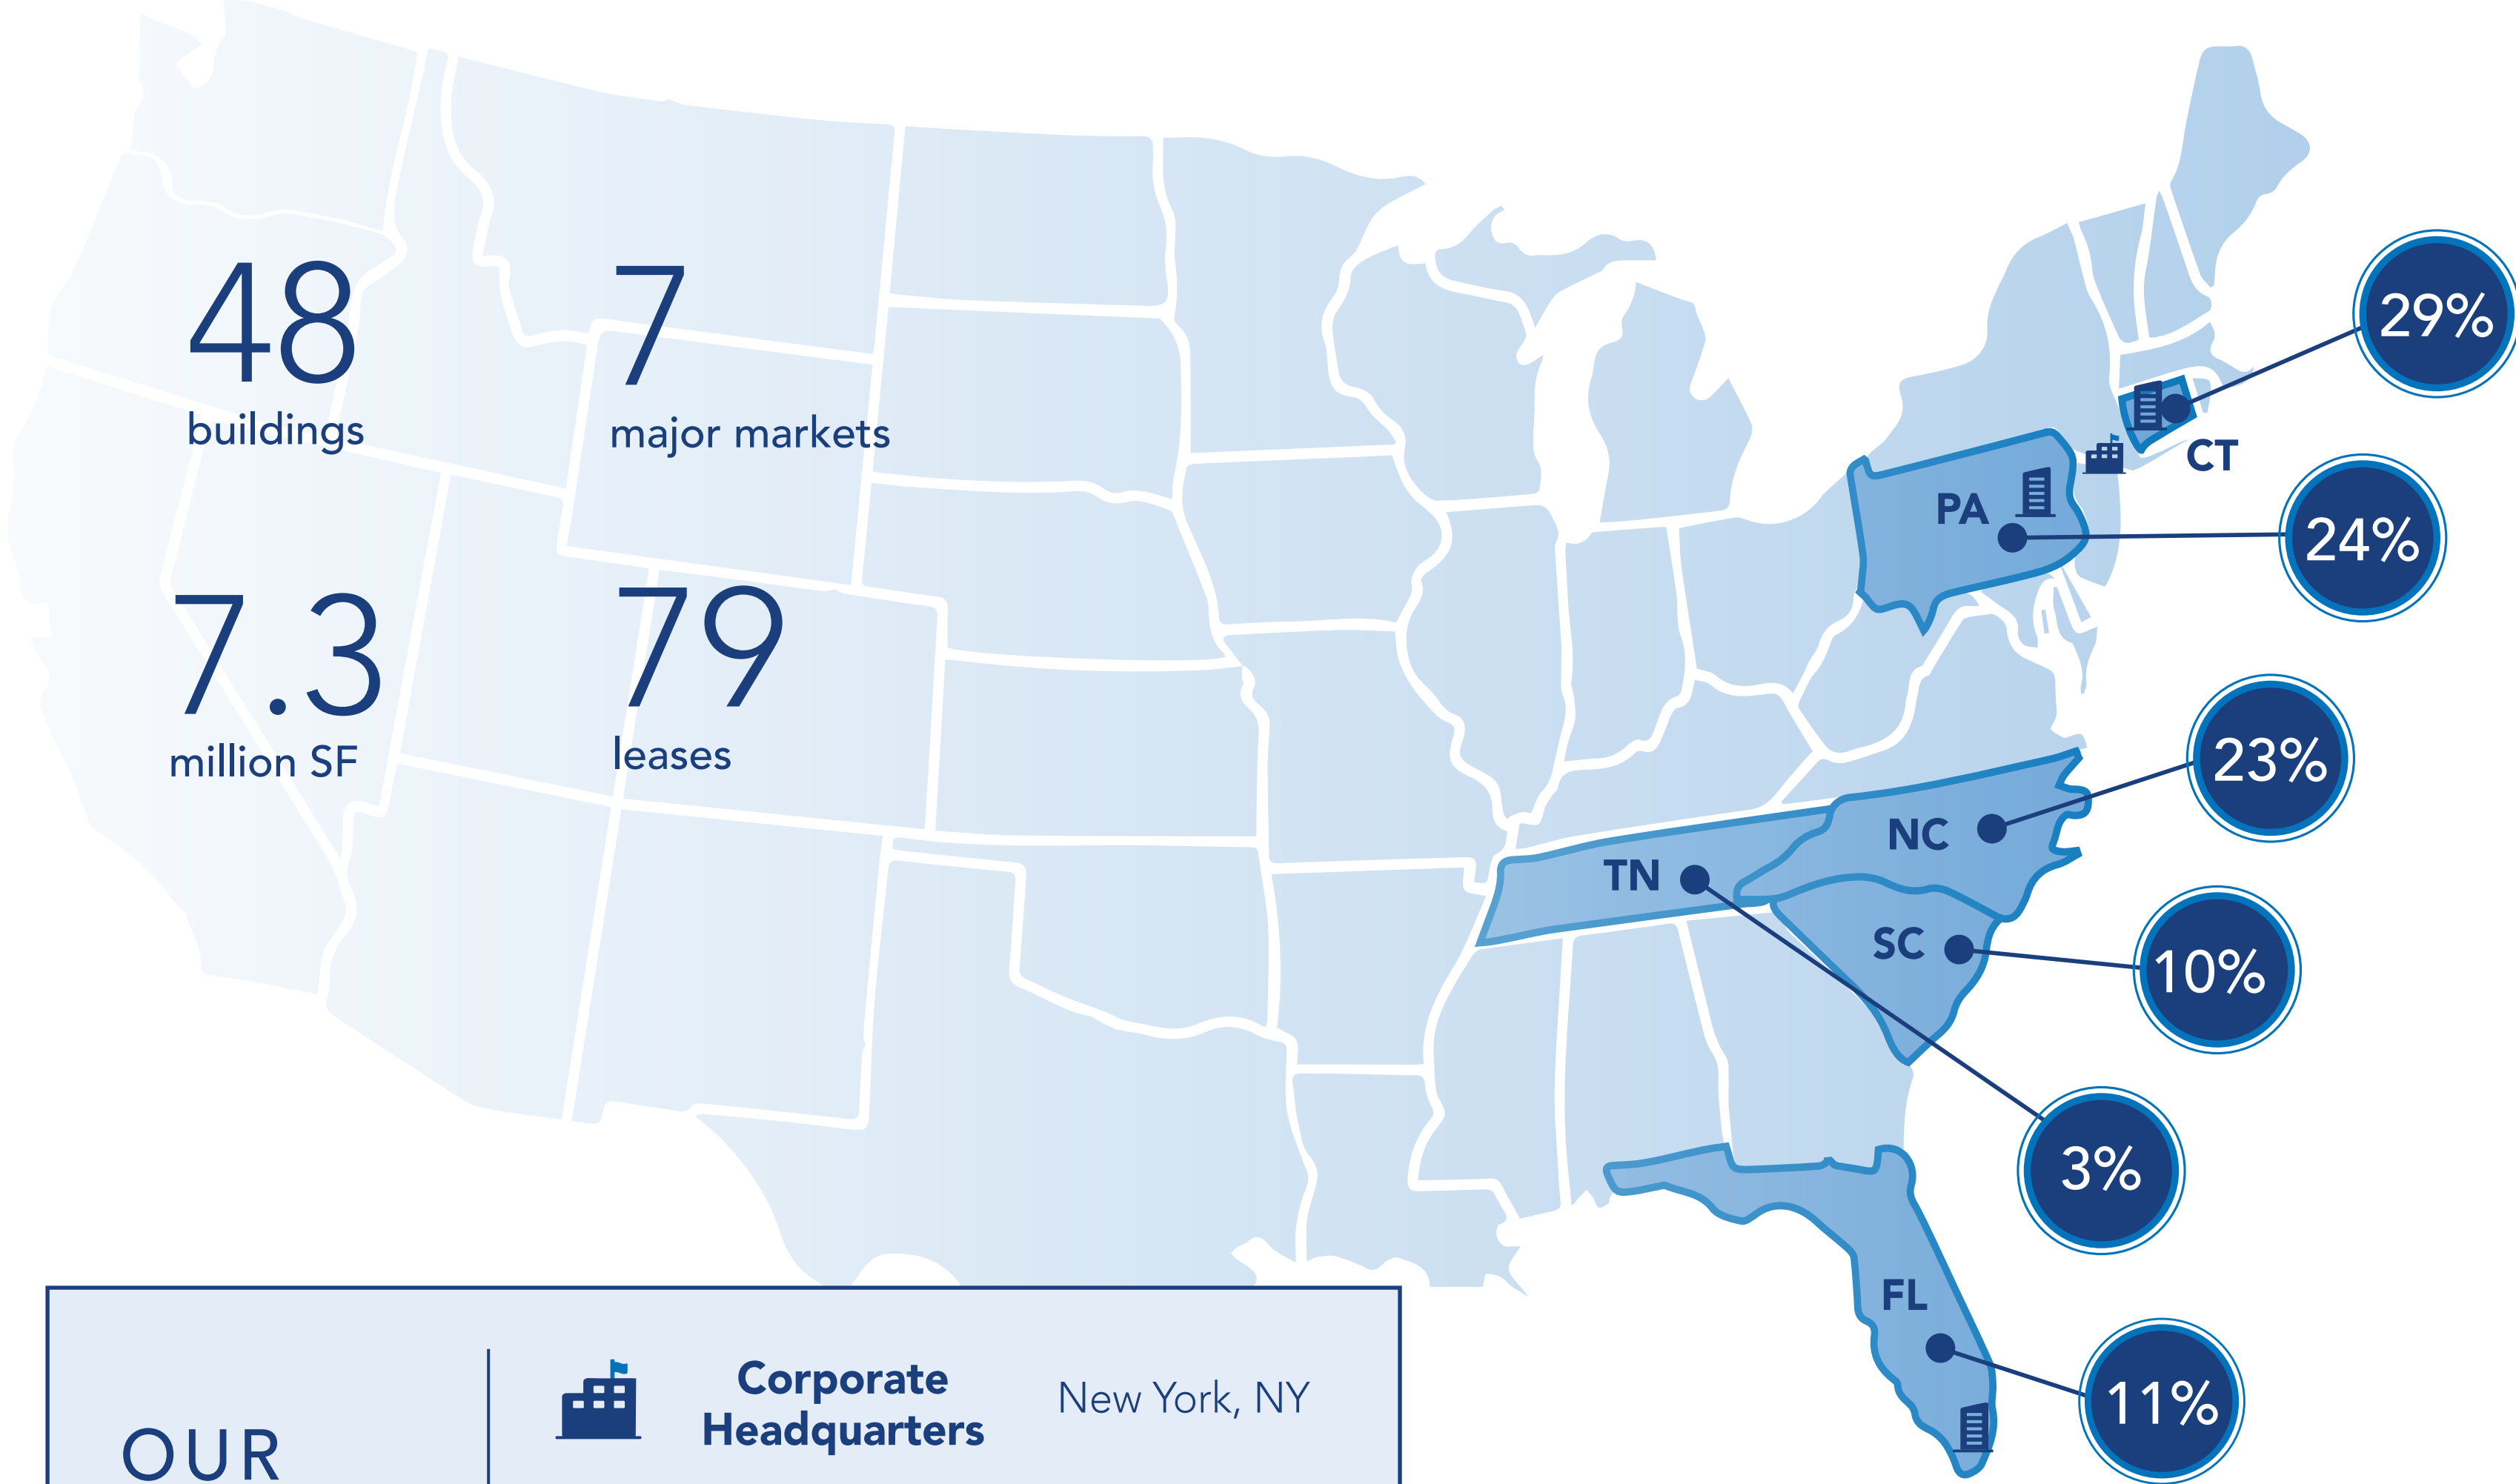 48
buildings
7
major markets
7.3
million SF
79
leases
29%
CT
PA
24%
23%
NC
TN
SC
10%
3%
FL
11%
OUR
Corporate
Headquarters
New York, NY